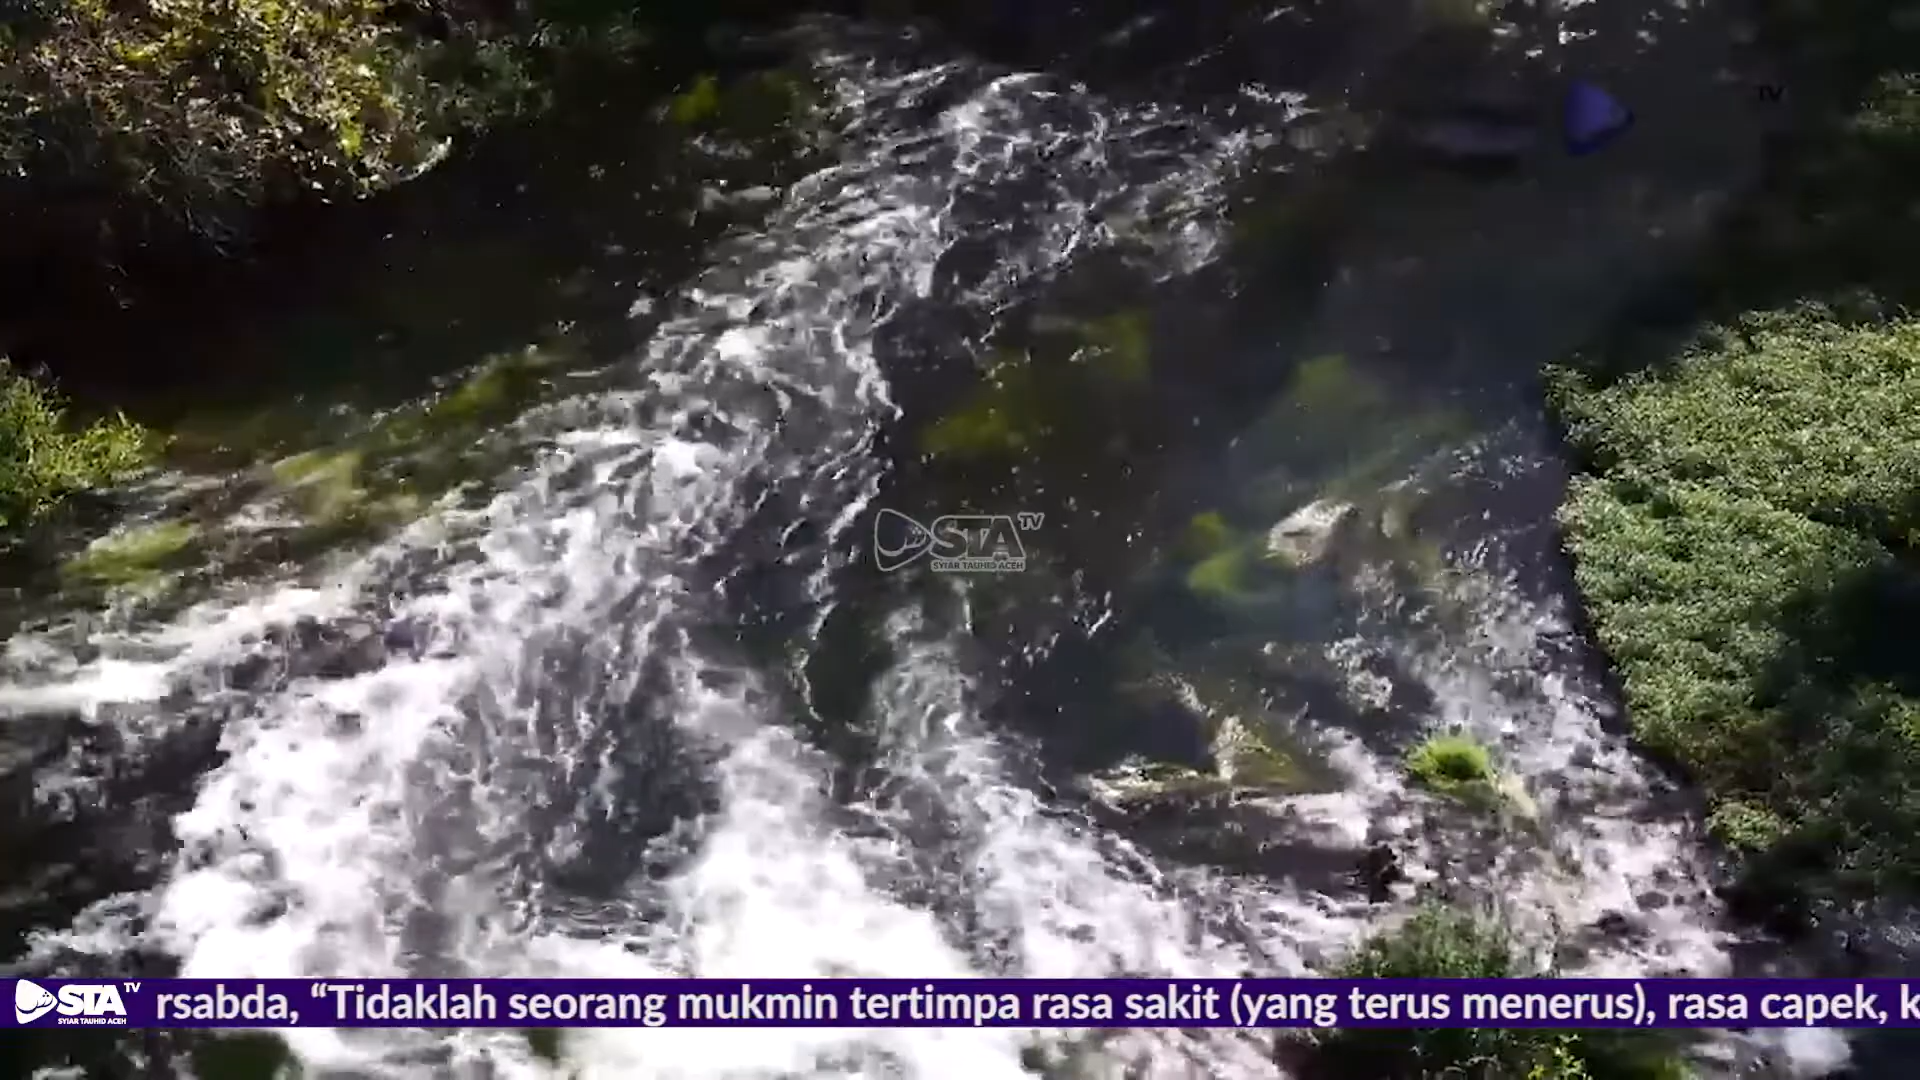 TV
STA TV
SYIAR TAUHID ACEH
STA TV
SYIAR TAUHID ACEH
rsabda, “Tidaklah seorang mukmin tertimpa rasa sakit (yang terus menerus), rasa capek, k